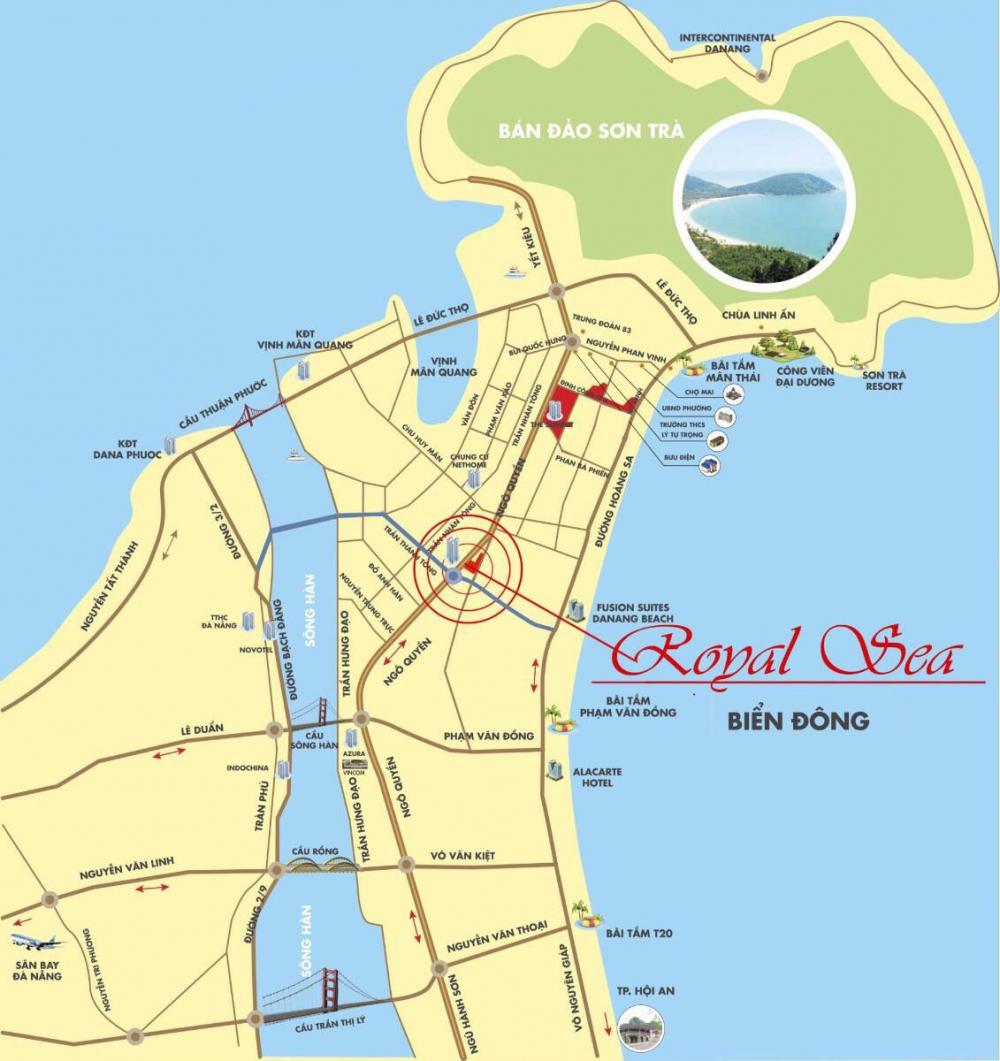 INTERCONTINENTAL
DANANG
BÁN ĐẢO SƠN TRÀ
YẾT KIÊU
LÊ ĐỨC THỌ
LÊ ĐỨC THỌ
CHÙA LINH ẨN
KĐT
VỊNH MÂN QUANG
VỊNH
MÂN QUANG
TRUNG ĐOÀN 83
BÙI QUỐC HƯNG
NGUYỄN PHAN VINH
BÃI TẮM
MÂN THÁI
CÔNG VIÊN
ĐẠI DƯƠNG
SƠN TRÀ
RESORT
CẦU THUẬN PHƯỚC
VÂN ĐỒN
PHẠM VĂN XẢO
TRẦN NHÂN TÔNG
CHỢ MAI
UBND PHƯỜNG
TRƯỜNG THCS
LÝ TỰ TRỌNG
BƯU ĐIỆN
KĐT
DANA PHUOC
CHU HUY MÂN
CHUNG CƯ
NETHOME
PHAN BÁ PHIẾN
NGÔ QUYỀN
ĐƯỜNG HOÀNG SA
ĐƯỜNG 3/2
TRẦN NHÂN TÔNG
TRẦN THÁNH TÔNG
NGUYỄN TẤT THÀNH
ĐỖ ANH HÀN
NGUYỄN TRUNG TRỰC
SÔNG HÀN
FUSION SUITES
DANANG BEACH
TTHC
ĐÀ NẴNG
NOVOTEL
ĐƯỜNG BẠCH ĐẰNG
TRẦN HƯNG ĐẠO
NGÔ QUYỀN
Royal Sea
BIỂN ĐÔNG
BÃI TẮM
PHẠM VĂN ĐỒNG
LÊ DUẨN
CẦU
SÔNG HÀN
PHẠM VĂN ĐỒNG
AZURA
VINCOM
INDOCHINA
ALACARTE
HOTEL
TRẦN PHÚ
TRẦN HƯNG ĐẠO
NGÔ QUYỀN
CẦU RỒNG
VÕ VĂN KIỆT
NGUYỄN VĂN LINH
ĐƯỜNG 2/9
SÔNG HÀN
NGUYỄN VĂN THOẠI
BÃI TẮM T20
SÂN BAY
ĐÀ NẴNG
NGUYỄN TRI PHƯƠNG
NGŨ HÀNH SƠN
VÕ NGUYÊN GIÁP
TP. HỘI AN
CẦU TRẦN THỊ LÝ